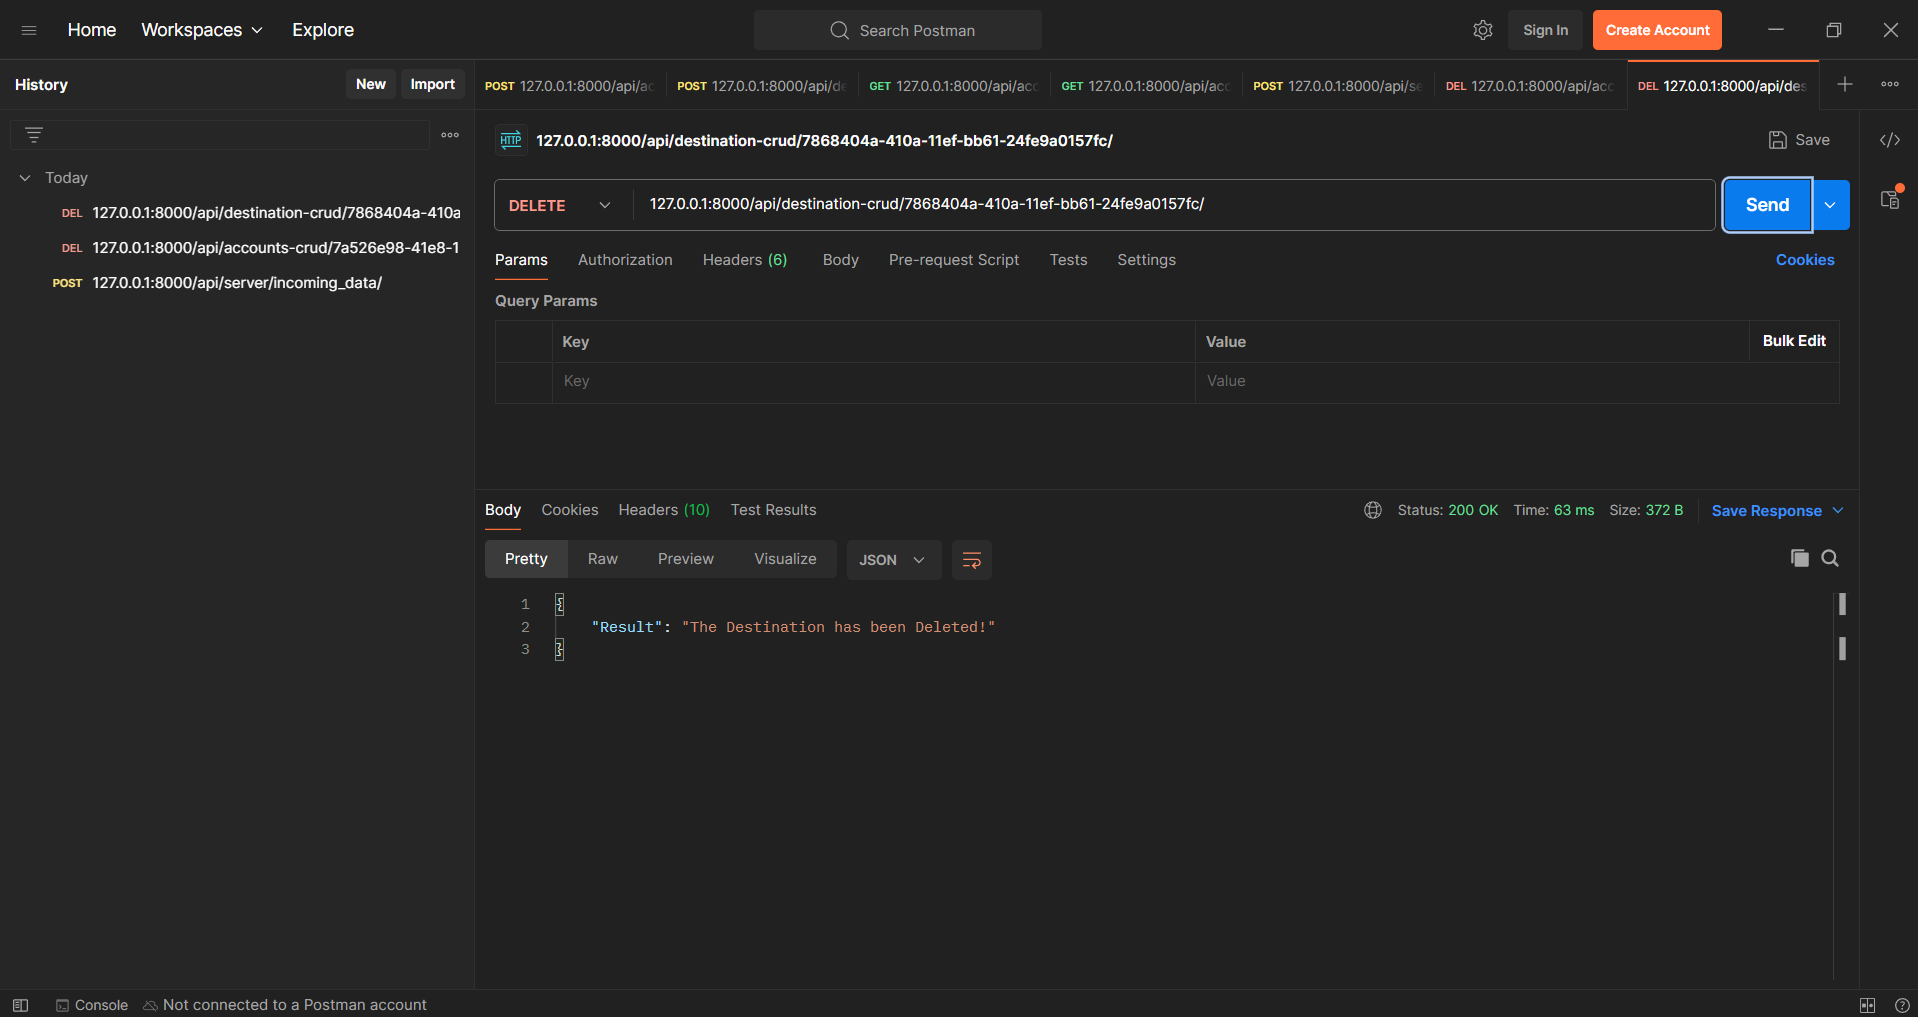 Home Workspaces Explore Search Postman Sign In Create Account
History New Import
POST 127.0.0.1:8000/api/ac POST 127.0.0.1:8000/api/de GET 127.0.0.1:8000/api/acc GET 127.0.0.1:8000/api/acc POST 127.0.0.1:8000/api/se DEL 127.0.0.1:8000/api/acc DEL 127.0.0.1:8000/api/des
Today
DEL 127.0.0.1:8000/api/destination-crud/7868404a-410a
DEL 127.0.0.1:8000/api/accounts-crud/7a526e98-41e8-1
POST 127.0.0.1:8000/api/server/incoming_data/
HTTP 127.0.0.1:8000/api/destination-crud/7868404a-410a-11ef-bb61-24fe9a0157fc/ Save </>
DELETE 127.0.0.1:8000/api/destination-crud/7868404a-410a-11ef-bb61-24fe9a0157fc/ Send
Params Authorization Headers (6) Body Pre-request Script Tests Settings Cookies
Query Params
Key Value Bulk Edit
Key Value
Body Cookies Headers (10) Test Results Status: 200 OK Time: 63 ms Size: 372 B Save Response
Pretty Raw Preview Visualize JSON
1 {
2 "Result": "The Destination has been Deleted!"
3 }
Console Not connected to a Postman account